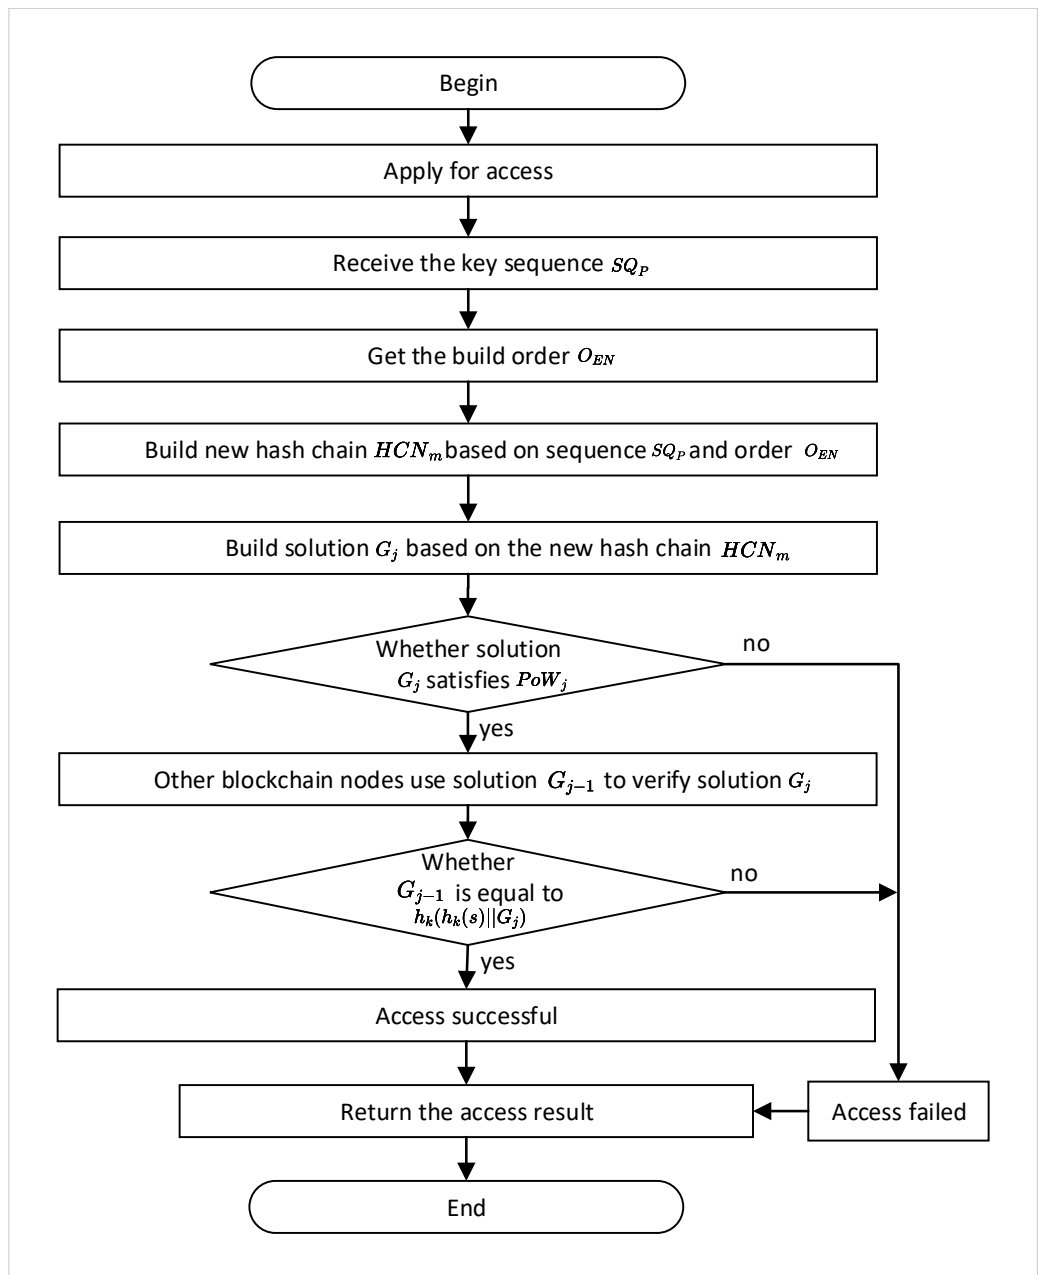 Begin
Apply for access
Receive the key sequence SQ_P
Get the build order O_EN
Build new hash chain HCN_m based on sequence SQ_P and order O_EN
Build solution G_j based on the new hash chain HCN_m
Whether solution
no
G_j satisfies PoW_j
yes
Other blockchain nodes use solution G_{j-1} to verify solution G_j
Whether
no
G_{j-1} is equal to
h_k(h_k(s)||G_j)
yes
Access successful
Return the access result
Access failed
End